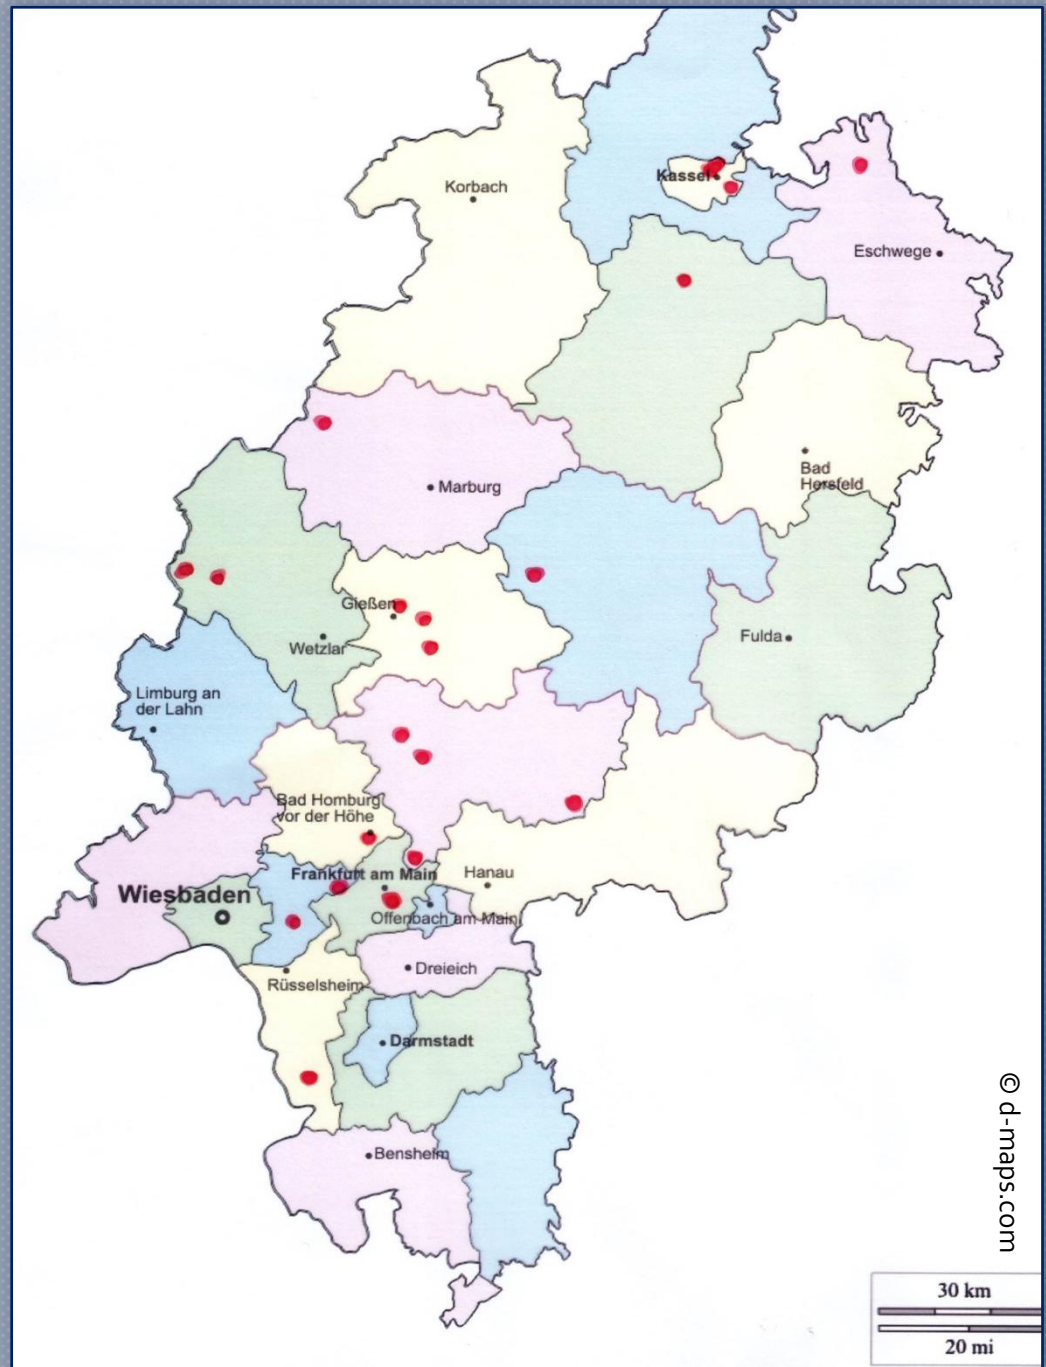 Kassel
Korbach
Eschwege
Bad
Hersfeld
Marburg
Gießen
Wetzlar
Fulda
Limburg an
der Lahn
Bad Homburg
vor der Höhe
Frankfurt am Main
Hanau
Wiesbaden
Offenbach am Main
Dreieich
Rüsselsheim
Darmstadt
Bensheim
© d-maps.com
30 km
20 mi